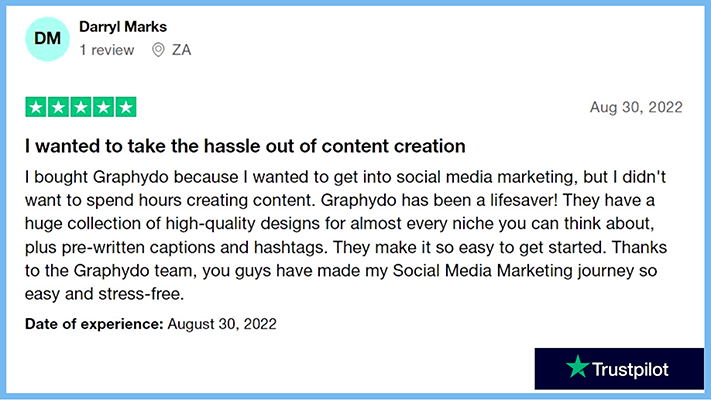 DM
Darryl Marks
1 review ZA
Aug 30, 2022
I wanted to take the hassle out of content creation
I bought Graphydo because I wanted to get into social media marketing, but I didn't
want to spend hours creating content. Graphydo has been a lifesaver! They have a
huge collection of high-quality designs for almost every niche you can think about,
plus pre-written captions and hashtags. They make it so easy to get started. Thanks
to the Graphydo team, you guys have made my Social Media Marketing journey so
easy and stress-free.
Date of experience: August 30, 2022
Trustpilot